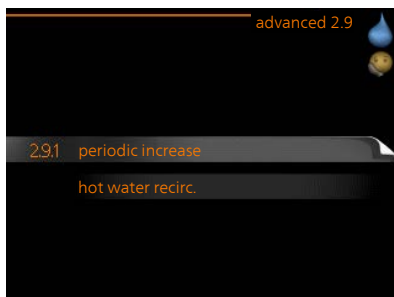 advanced 2.9
2.9.1 periodic increase
hot water recirc.